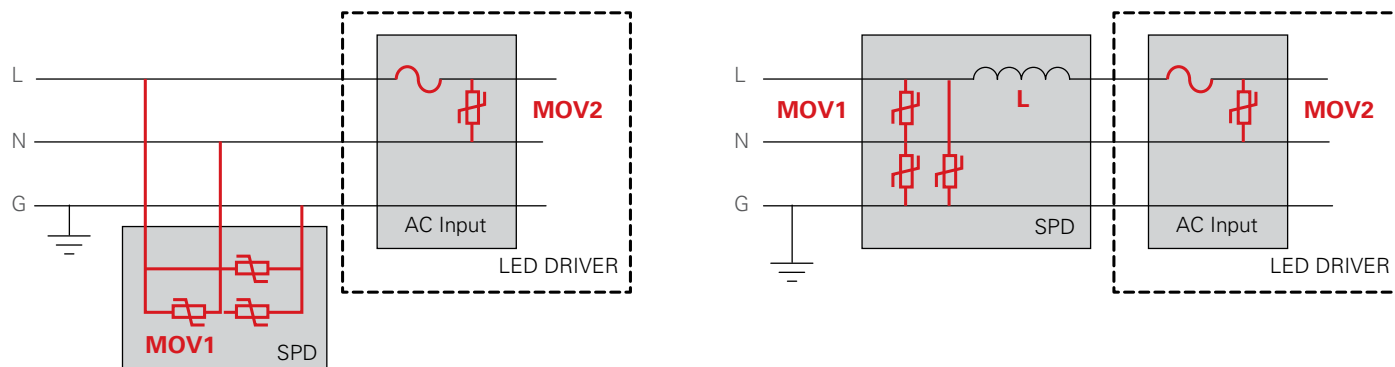 L
N
G
MOV2
AC Input
LED DRIVER
MOV1
SPD
L
N
G
MOV1
L
MOV2
SPD
AC Input
LED DRIVER